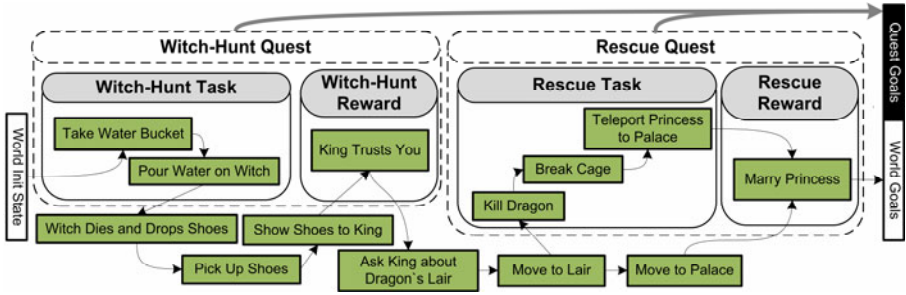 Witch-Hunt Quest
Rescue Quest
Quest Goals
Witch-Hunt Task
Witch-Hunt
Reward
Rescue Task
Rescue
Reward
World Init State
Take Water Bucket
Pour Water on Witch
King Trusts You
Teleport Princess
to Palace
Break Cage
Kill Dragon
Marry Princess
World Goals
Witch Dies and Drops Shoes
Show Shoes to King
Pick Up Shoes
Ask King about
Dragon`s Lair
Move to Lair
Move to Palace